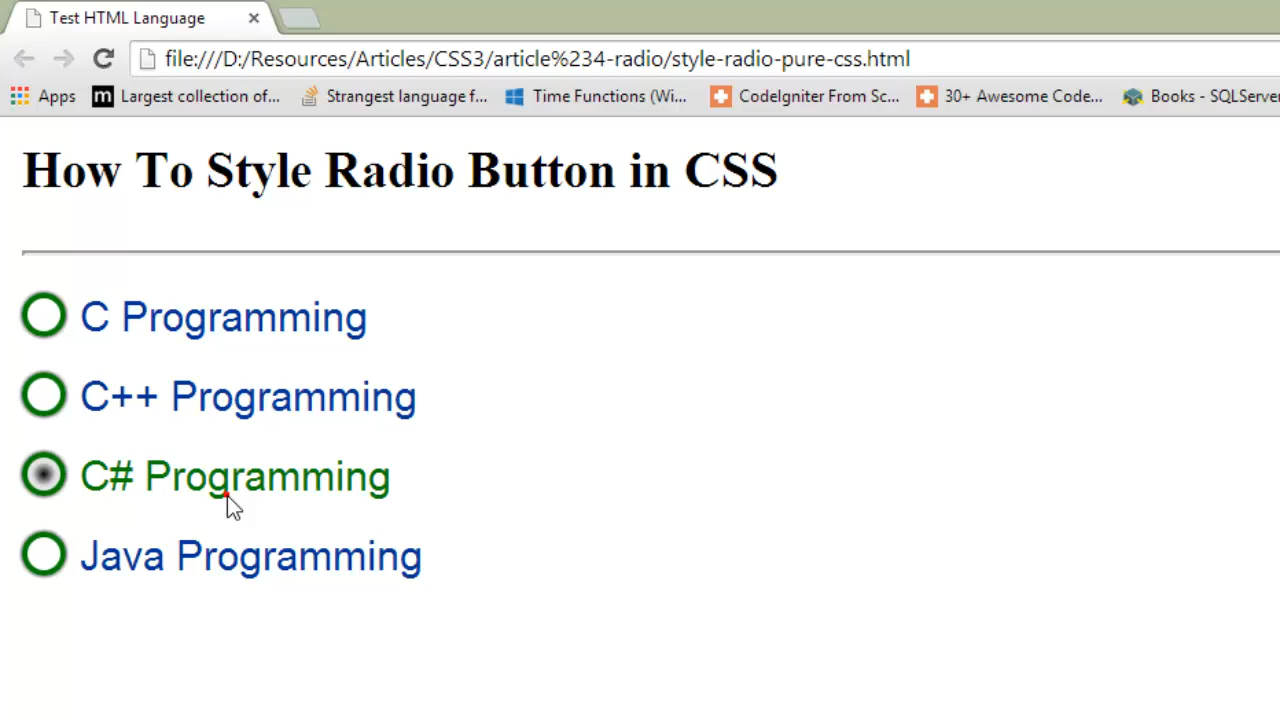 Test HTML Language
file:///D:/Resources/Articles/CSS3/article%234-radio/style-radio-pure-css.html
Apps m Largest collection of... Strangest language f... Time Functions (Wi... CodeIgniter From Sc... 30+ Awesome Code... Books - SQLServer
How To Style Radio Button in CSS
C Programming
C++ Programming
C# Programming
Java Programming